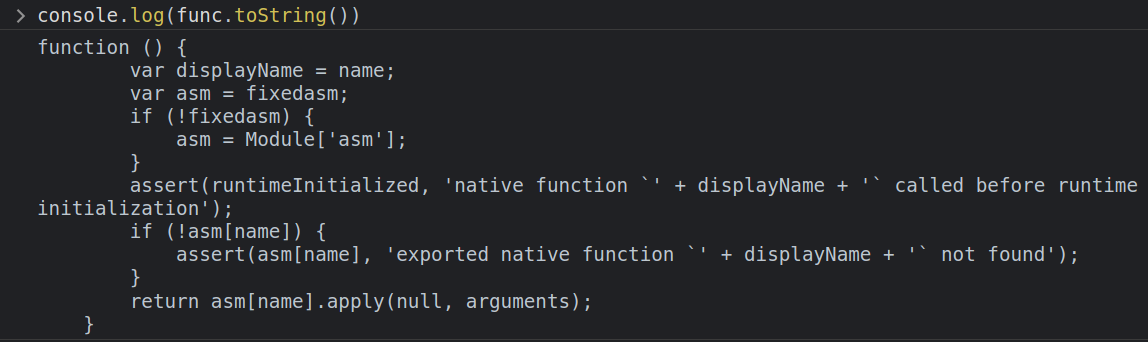 > console.log(func.toString())
function () {
        var displayName = name;
        var asm = fixedasm;
        if (!fixedasm) {
            asm = Module['asm'];
        }
        assert(runtimeInitialized, 'native function `' + displayName + '` called before runtime
initialization');
        if (!asm[name]) {
            assert(asm[name], 'exported native function `' + displayName + '` not found');
        }
        return asm[name].apply(null, arguments);
    }